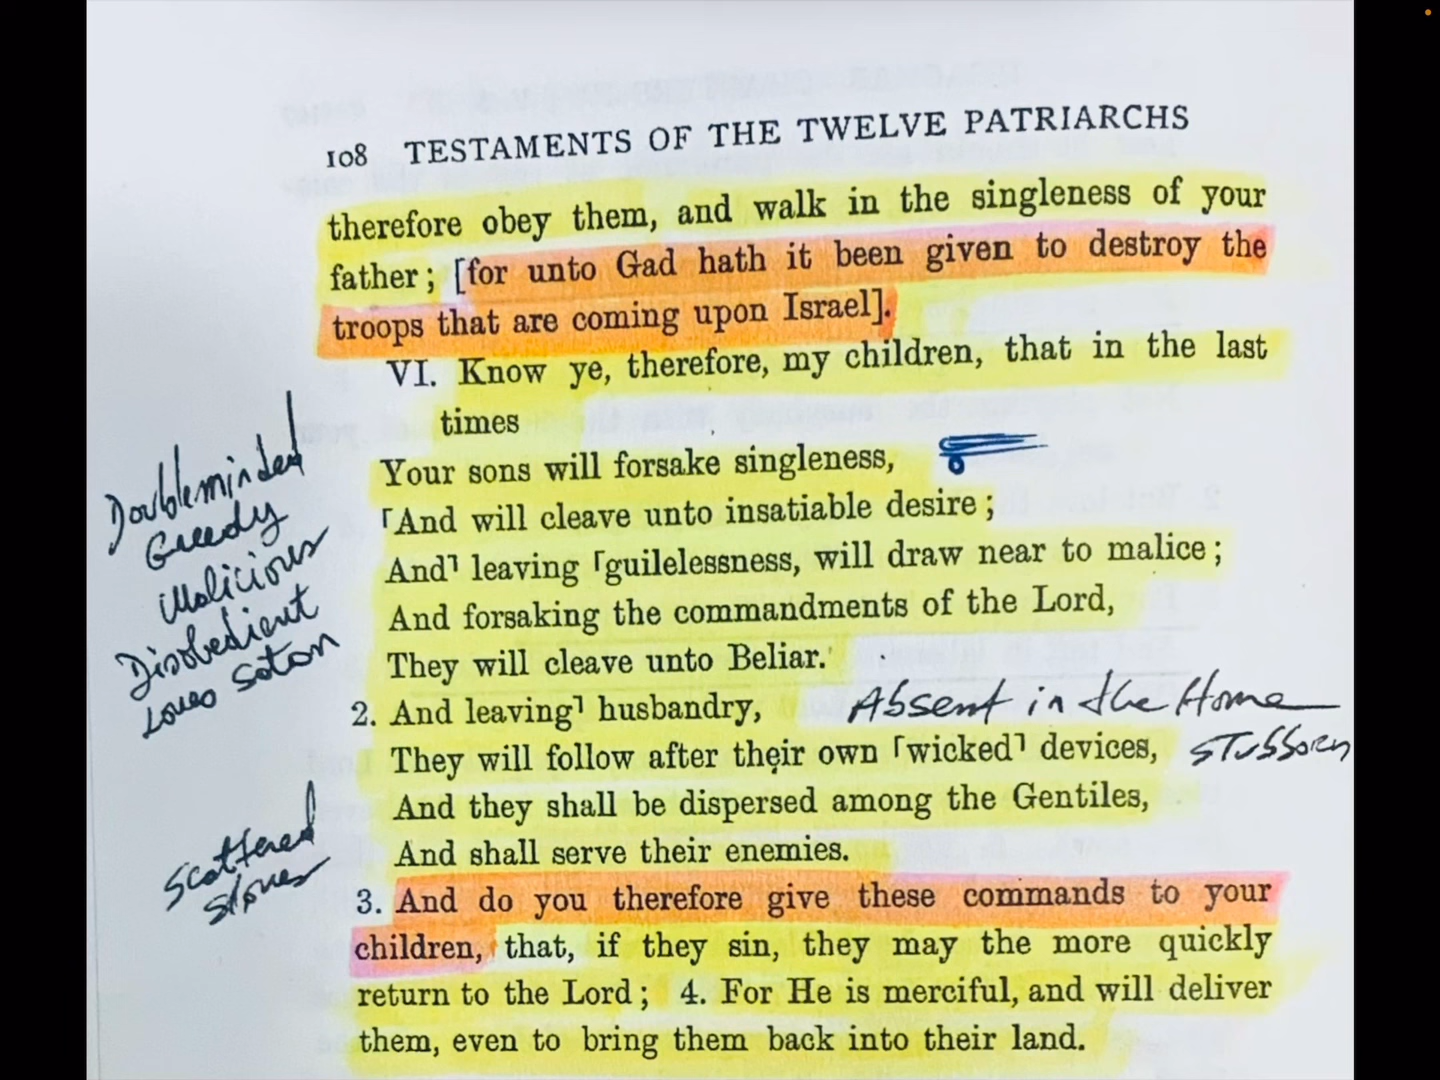 108 TESTAMENTS OF THE TWELVE PATRIARCHS
therefore obey them, and walk in the singleness of your
father; [for unto Gad hath it been given to destroy the
troops that are coming upon Israel].
VI. Know ye, therefore, my children, that in the last
times
Your sons will forsake singleness,
⌜And will cleave unto insatiable desire;
And⌝ leaving ⌜guilelessness, will draw near to malice;
And forsaking the commandments of the Lord,
They will cleave unto Beliar.
2. And leaving⌝ husbandry,
They will follow after their own ⌜wicked⌝ devices,
And they shall be dispersed among the Gentiles,
And shall serve their enemies.
3. And do you therefore give these commands to your
children, that, if they sin, they may the more quickly
return to the Lord; 4. For He is merciful, and will deliver
them, even to bring them back into their land.
Doubleminded
Greedy
Malicious
Disobedient
Loves Satan
Absent in the Home
STUBBORN
Scattered